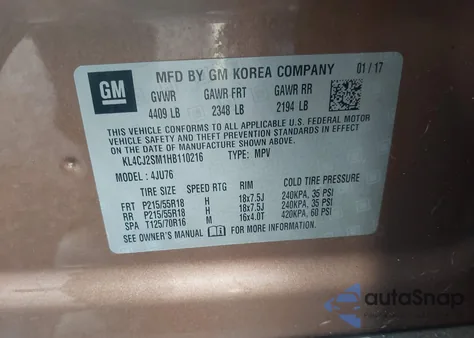 GM
MFD BY GM KOREA COMPANY 01/17
GVWR GAWR FRT GAWR RR
4409 LB 2348 LB 2194 LB
THIS VEHICLE CONFORMS TO ALL APPLICABLE U.S. FEDERAL MOTOR
VEHICLE SAFETY AND THEFT PREVENTION STANDARDS IN EFFECT
ON THE DATE OF MANUFACTURE SHOWN ABOVE.
KL4CJ2SM1HB110216 TYPE: MPV
MODEL: 4JU76
TIRE SIZE SPEED RTG RIM COLD TIRE PRESSURE
FRT P215/55R18 H 18x7.5J 240KPA, 35 PSI
RR P215/55R18 H 18x7.5J 240KPA, 35 PSI
SPA T125/70R16 M 16x4.0T 420KPA, 60 PSI
SEE OWNER'S MANUAL FOR MORE INFORMATION
autoSnap